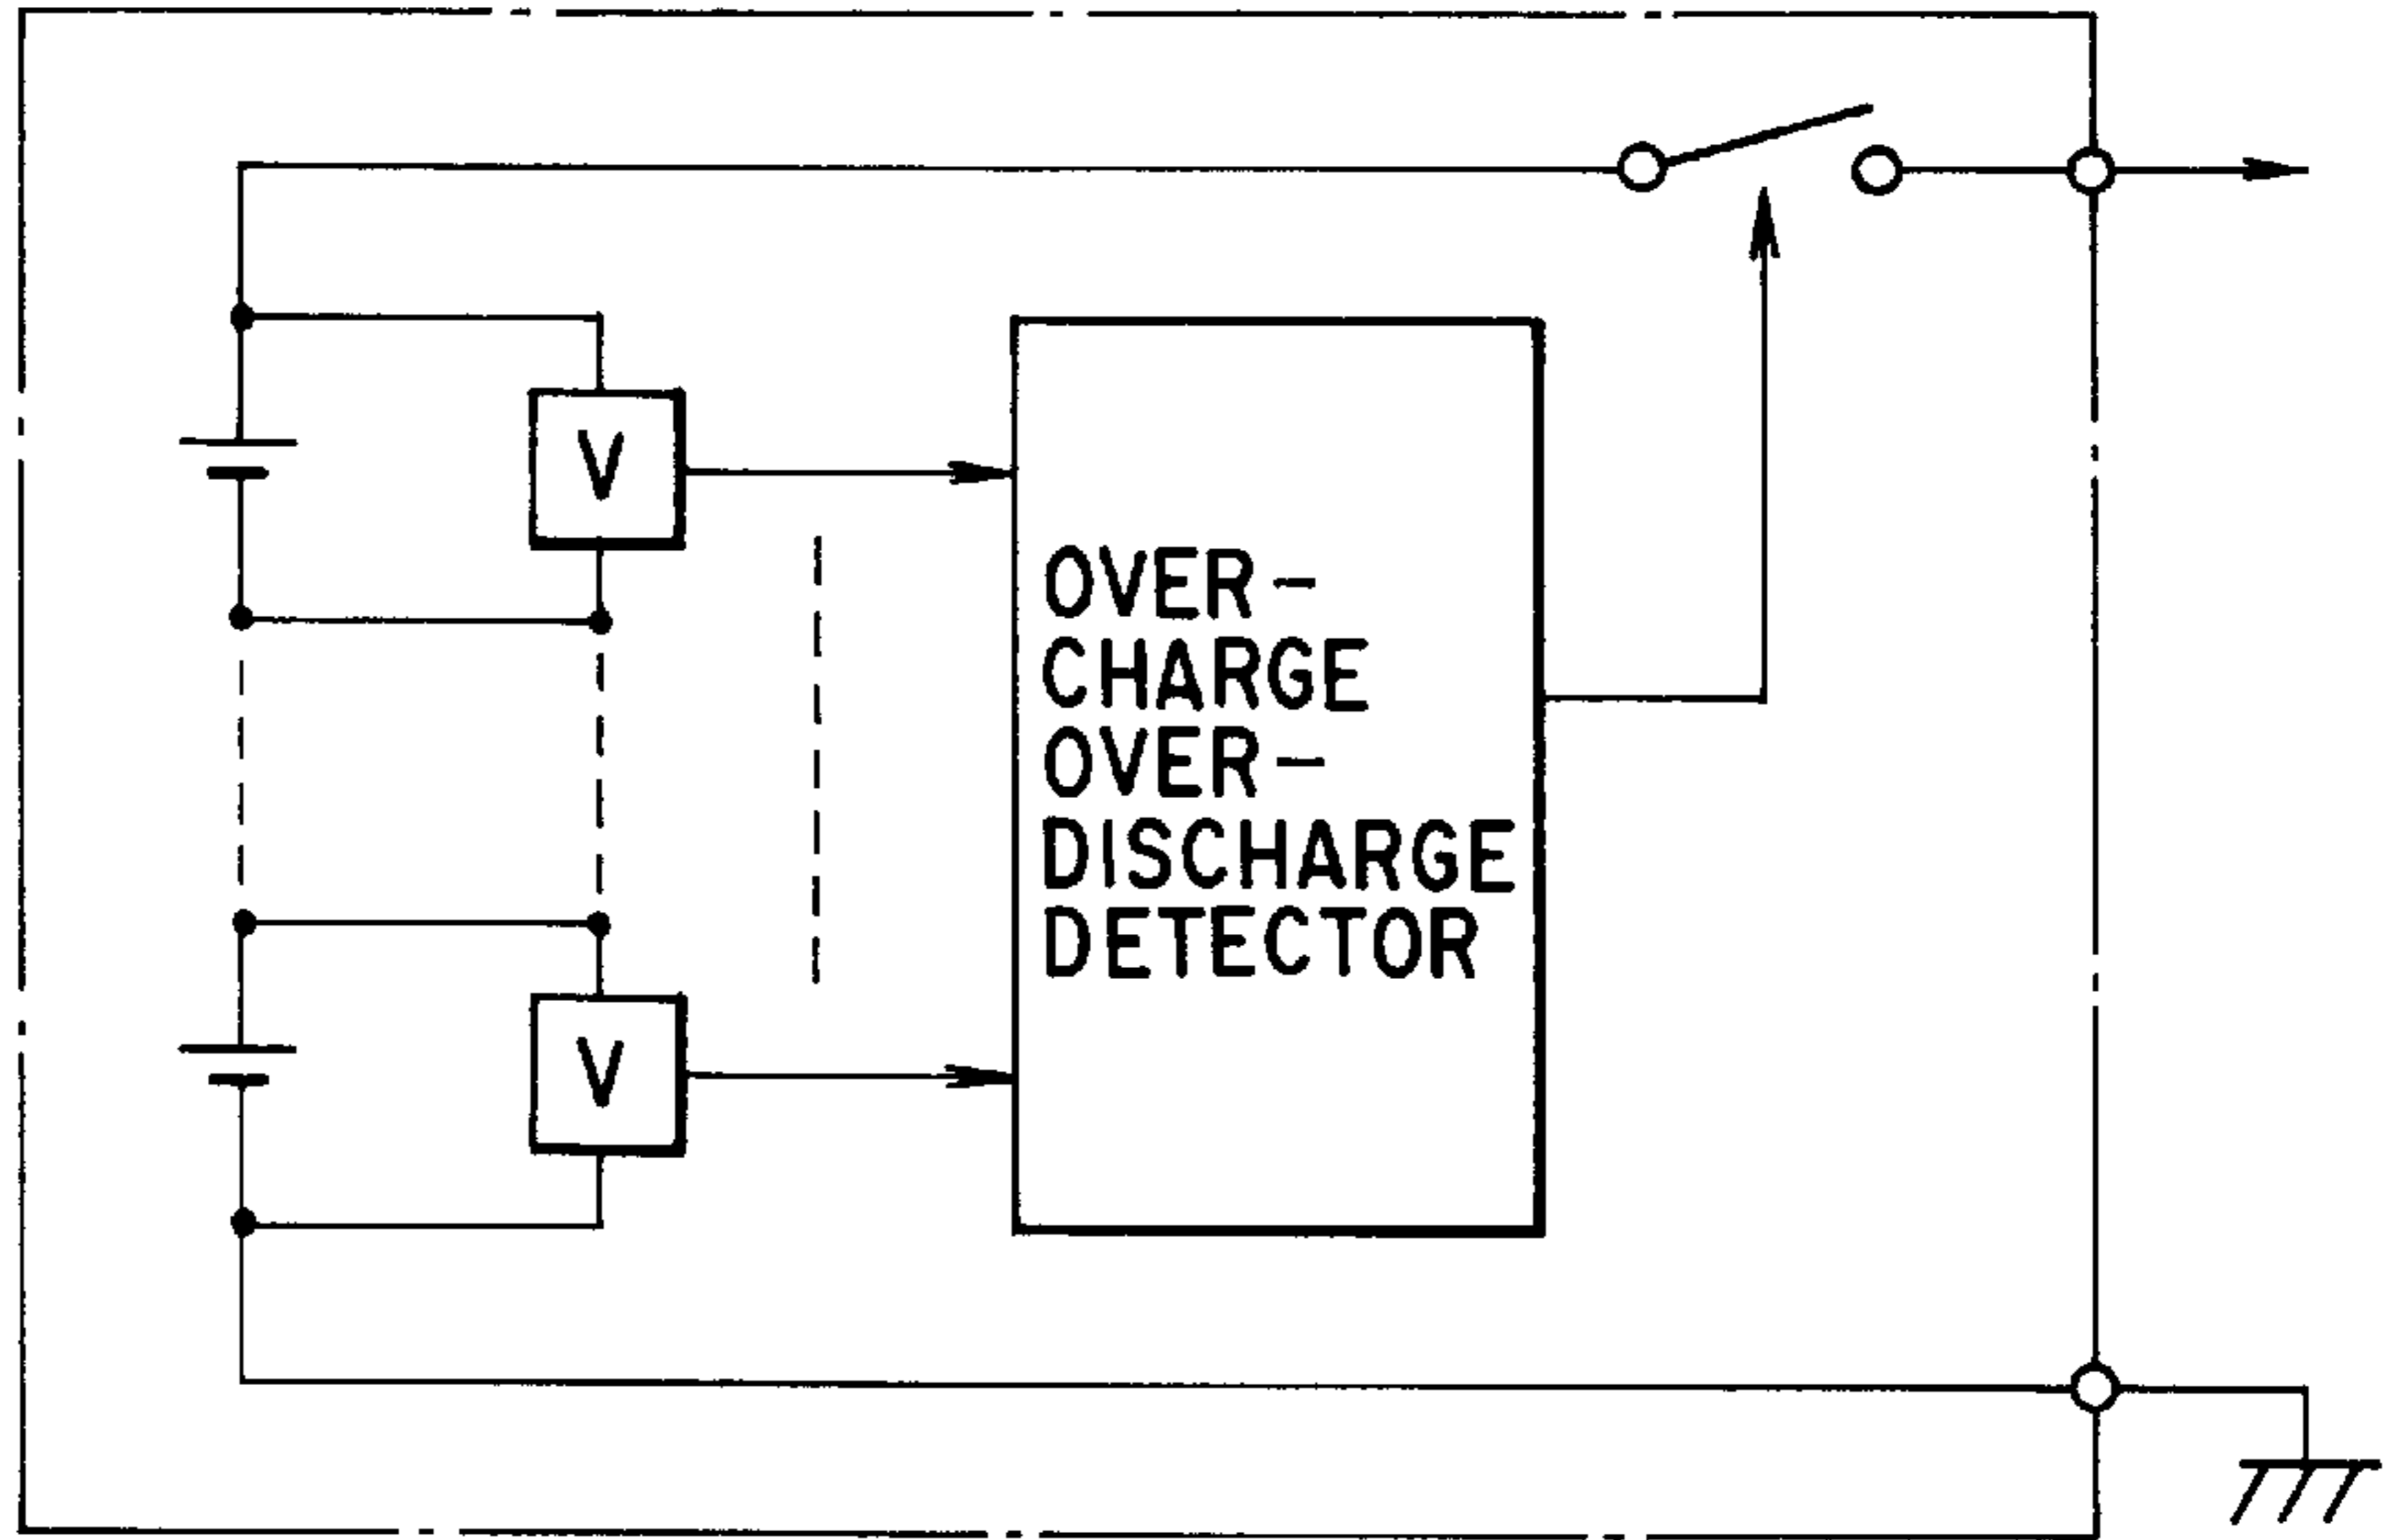 V
OVER-
CHARGE
OVER-
DISCHARGE
DETECTOR
V